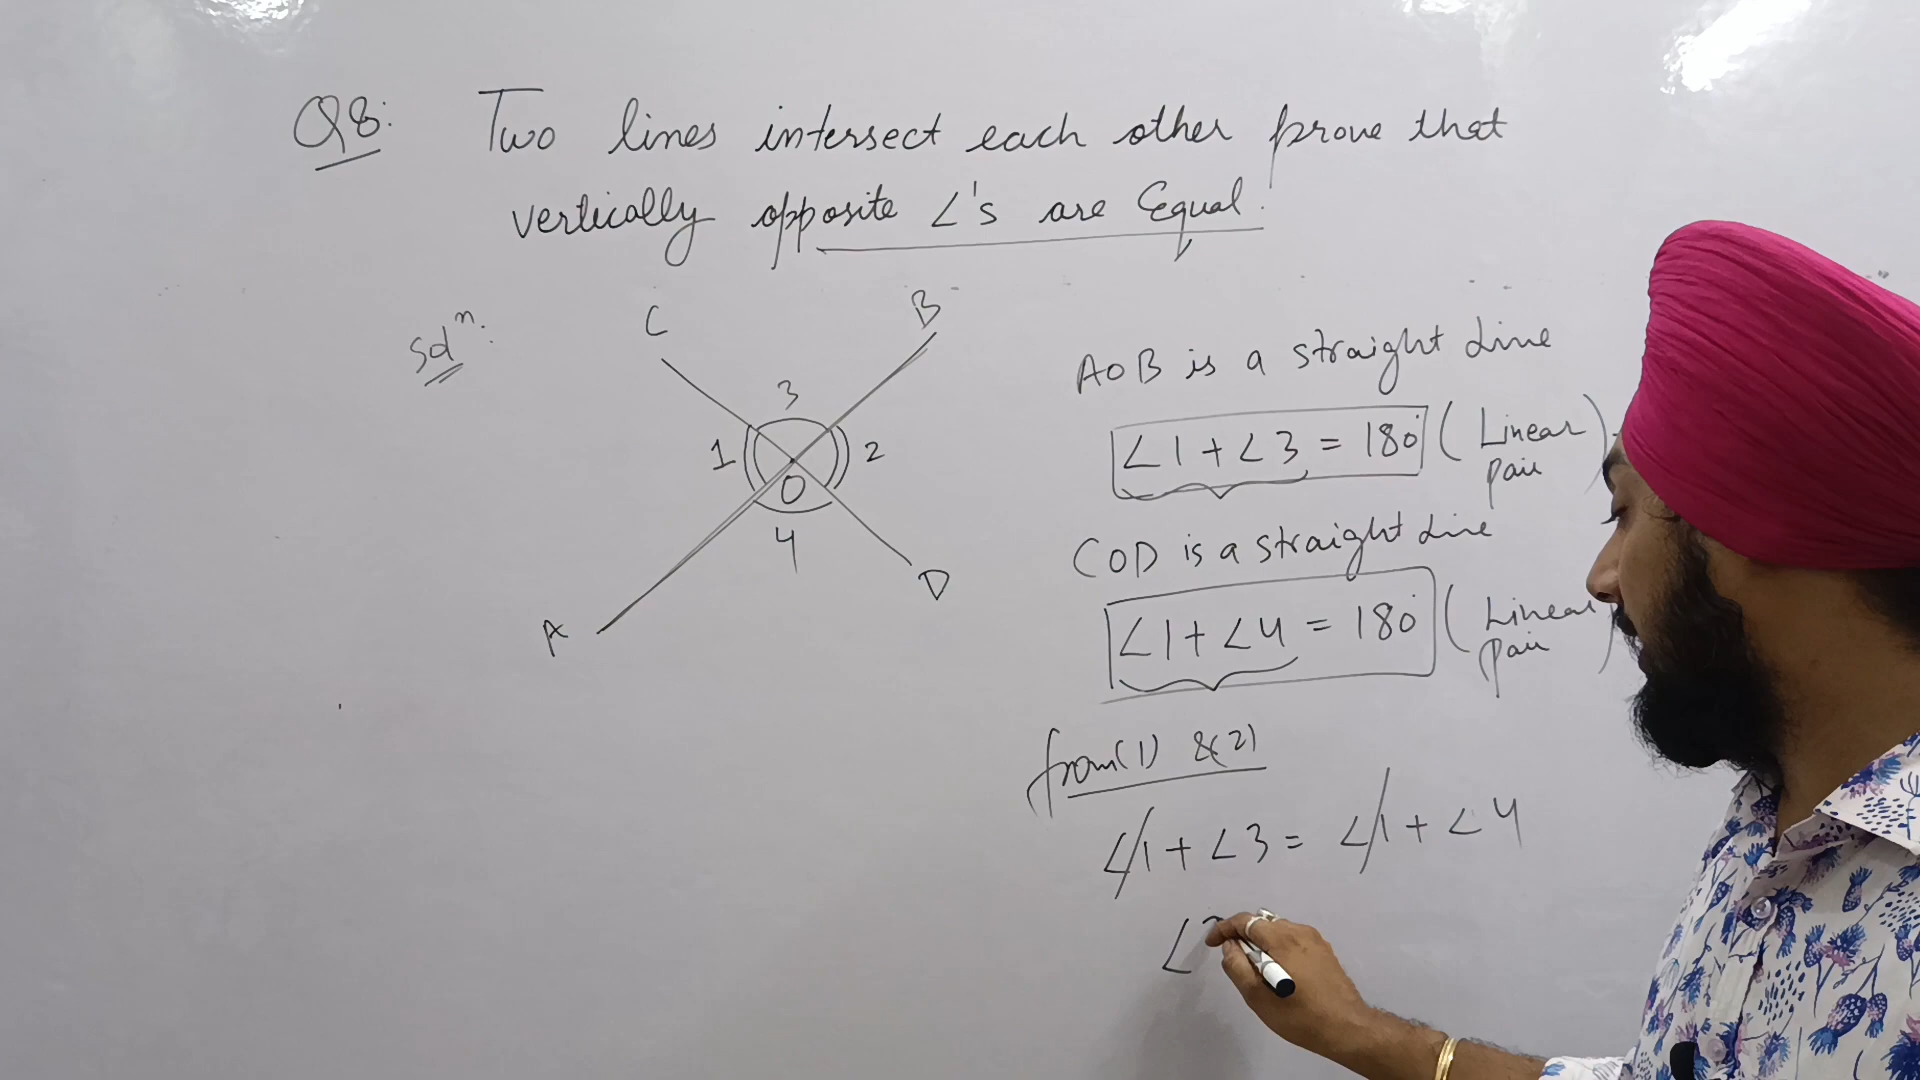 Q8: Two lines intersect each other prove that
vertically opposite ∠'s are Equal.
Solⁿ:
C
B
3
1
2
O
4
D
A
AOB is a straight Line
∠1 + ∠3 = 180° (Linear
pair)
COD is a straight Line
∠1 + ∠4 = 180° (Linear
pair)
from (1) & (2)
∠1 + ∠3 = ∠1 + ∠4
∠